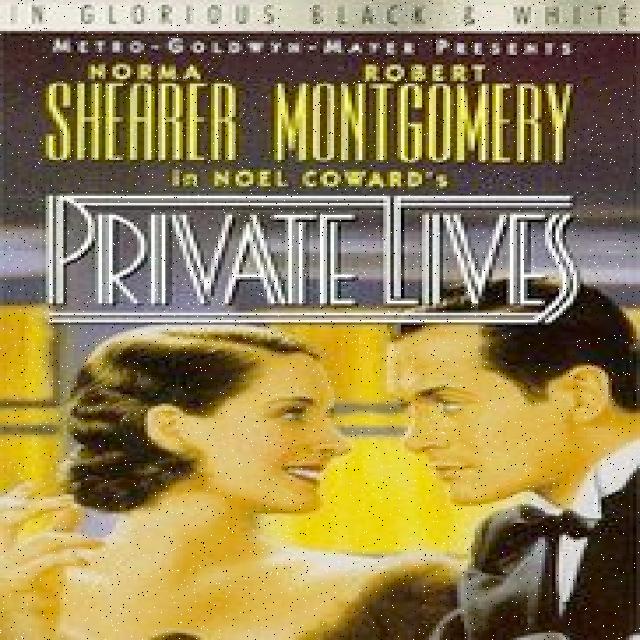 IN GLORIOUS BLACK & WHITE
METRO-GOLDWYN-MAYER PRESENTS
NORMA ROBERT
SHEARER MONTGOMERY
in NOEL COWARD's
PRIVATE LIVES